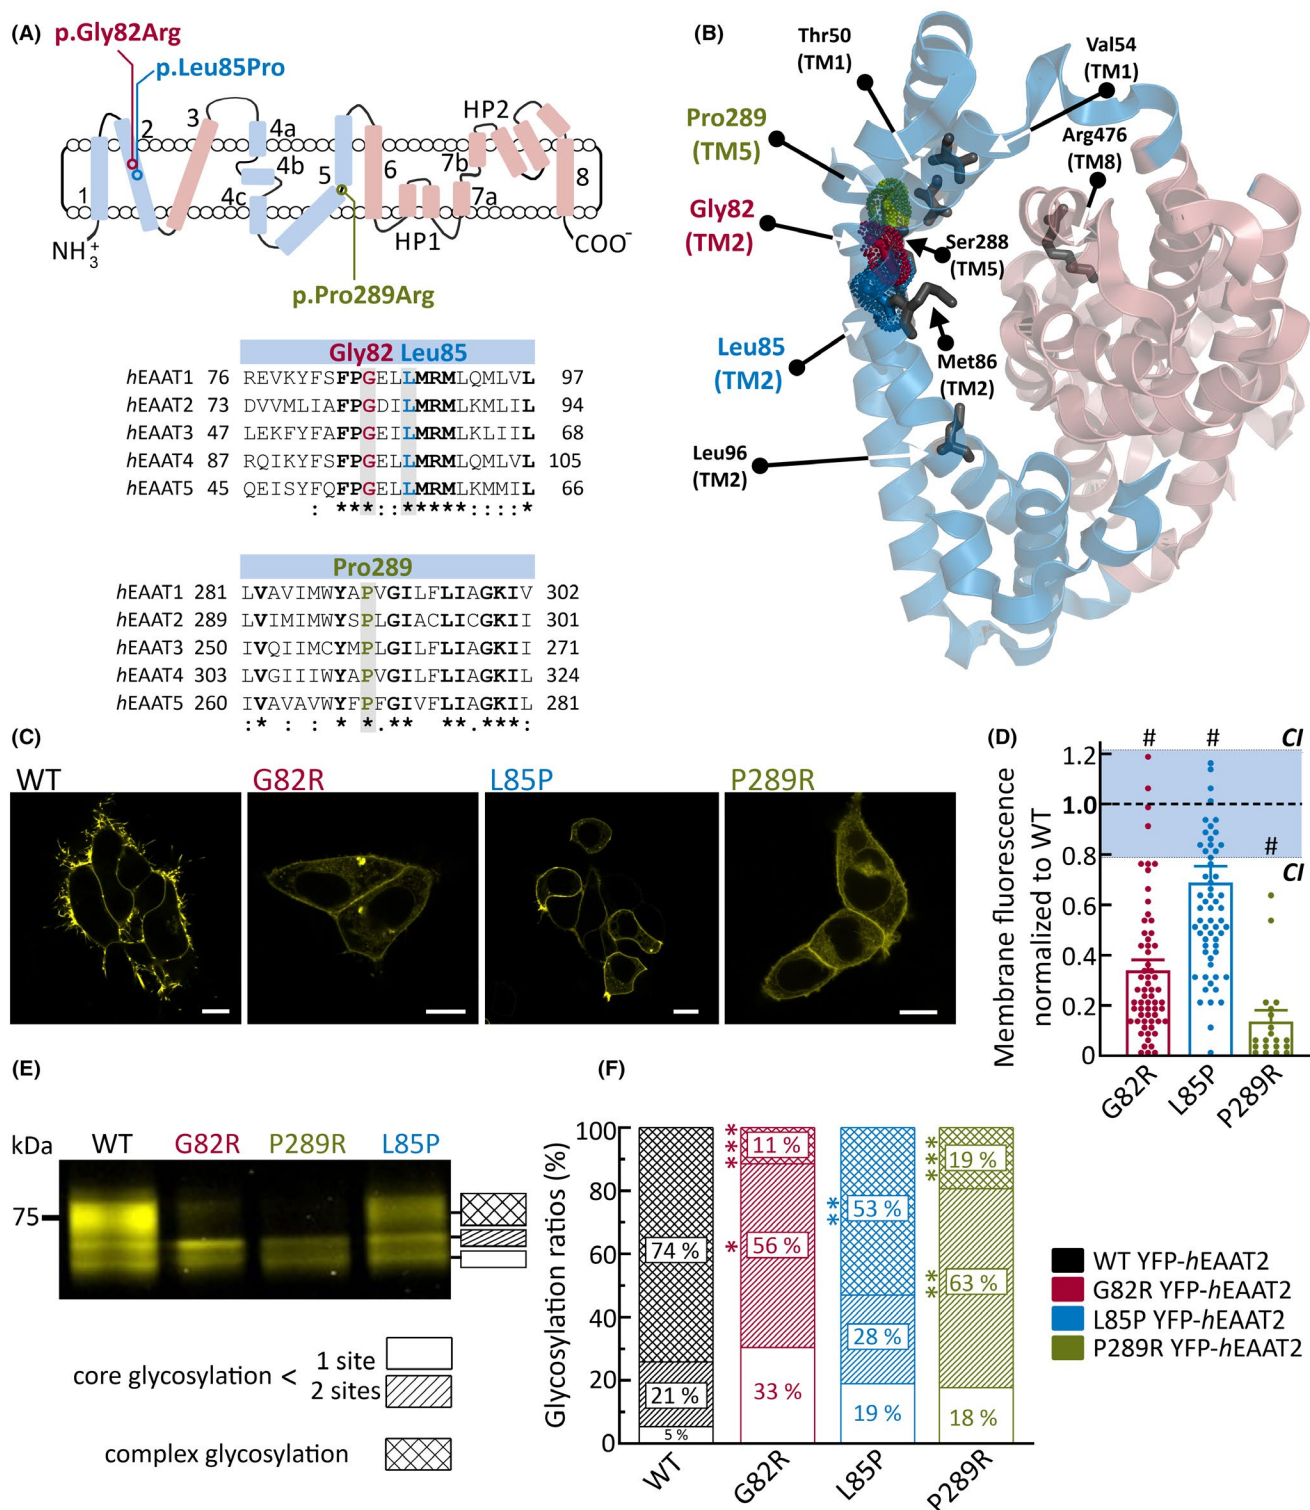 (A)
p.Gly82Arg
p.Leu85Pro
1
2
3
4a
4b
4c
5
6
HP1
HP2
7b
7a
8
NH3+
COO-
p.Pro289Arg
Gly82 Leu85
hEAAT1 76 REVKYFSFPGELLMRMLQMLVL 97
hEAAT2 73 DVVMLIAFPGDILMRMLKMLIL 94
hEAAT3 47 LEKFYFAFPGEILMRMLKLIIL 68
hEAAT4 87 RQIKYFSFPGELLMRMLQMLVL 105
hEAAT5 45 QEISYFQFPGELLMRMLKMMIL 66
: ***::*****::::*
Pro289
hEAAT1 281 LVAVIMWYAPVGILFLIAGKIV 302
hEAAT2 289 LVIMIMWYSPLGIACLICGKII 301
hEAAT3 250 IVQIIMCYMPLGILFLIAGKII 271
hEAAT4 303 LVGIIIWYAPVGILFLIAGKIL 324
hEAAT5 260 IVAVAVWYFPFGIVFLIAGKIL 281
:* : : * *.** **.***:
(B)
Thr50
(TM1)
Val54
(TM1)
Pro289
(TM5)
Arg476
(TM8)
Gly82
(TM2)
Ser288
(TM5)
Leu85
(TM2)
Met86
(TM2)
Leu96
(TM2)
(C)
WT
G82R
L85P
P289R
(D)
Membrane fluorescence
normalized to WT
1.2
1.0
0.8
0.6
0.4
0.2
0
# # #
CI
CI
G82R
L85P
P289R
(E)
kDa
WT G82R P289R L85P
75
core glycosylation <
1 site
2 sites
complex glycosylation
(F)
Glycosylation ratios (%)
100
80
60
40
20
0
74 %
21 %
5 %
***
11 %
*
56 %
33 %
**
53 %
28 %
19 %
***
19 %
**
63 %
18 %
WT
G82R
L85P
P289R
WT YFP-hEAAT2
G82R YFP-hEAAT2
L85P YFP-hEAAT2
P289R YFP-hEAAT2